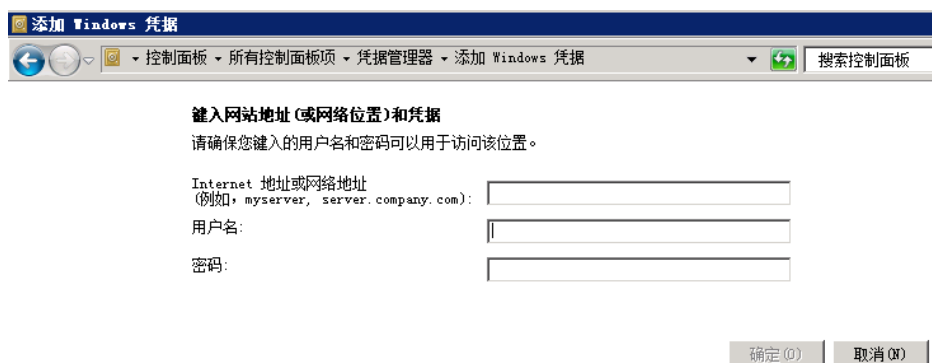 添加 Windows 凭据
控制面板 所有控制面板项 凭据管理器 添加 Windows 凭据
搜索控制面板
键入网站地址(或网络位置)和凭据
请确保您键入的用户名和密码可以用于访问该位置。
Internet 地址或网络地址
(例如，myserver, server.company.com):
用户名:
密码:
确定(O)
取消(N)